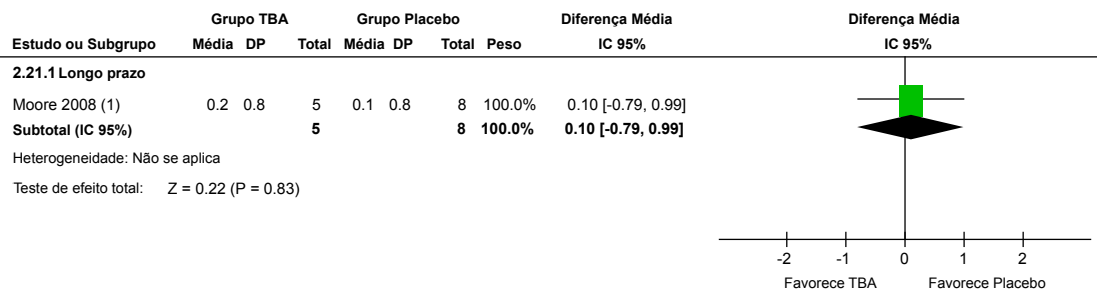 Grupo TBA Grupo Placebo Diferença Média Diferença Média
Estudo ou Subgrupo Média DP Total Média DP Total Peso IC 95% IC 95%
2.21.1 Longo prazo
Moore 2008 (1) 0.2 0.8 5 0.1 0.8 8 100.0% 0.10 [-0.79, 0.99]
Subtotal (IC 95%) 5 8 100.0% 0.10 [-0.79, 0.99]
Heterogeneidade: Não se aplica
Teste de efeito total: Z = 0.22 (P = 0.83)
-2 -1 0 1 2
Favorece TBA Favorece Placebo